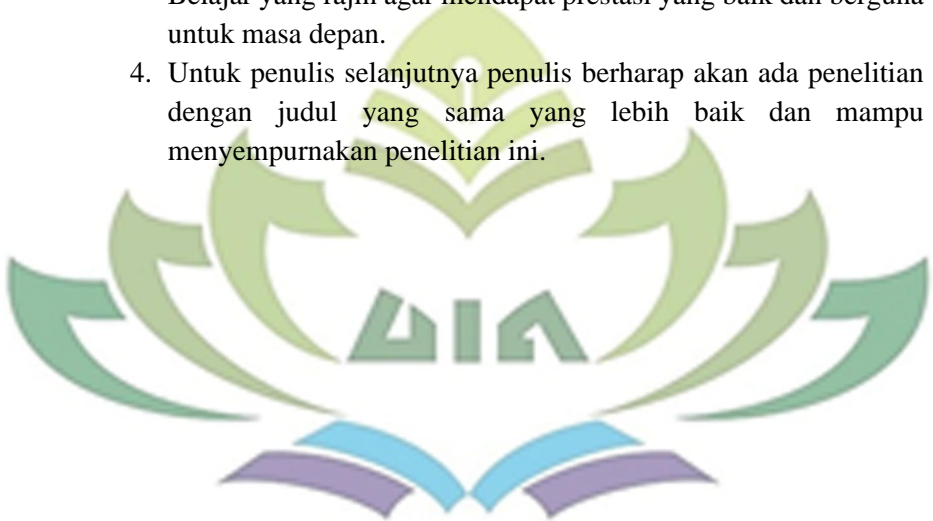 Belajar yang rajin agar mendapat prestasi yang baik dan berguna
untuk masa depan.
4. Untuk penulis selanjutnya penulis berharap akan ada penelitian
dengan judul yang sama yang lebih baik dan mampu
menyempurnakan penelitian ini.